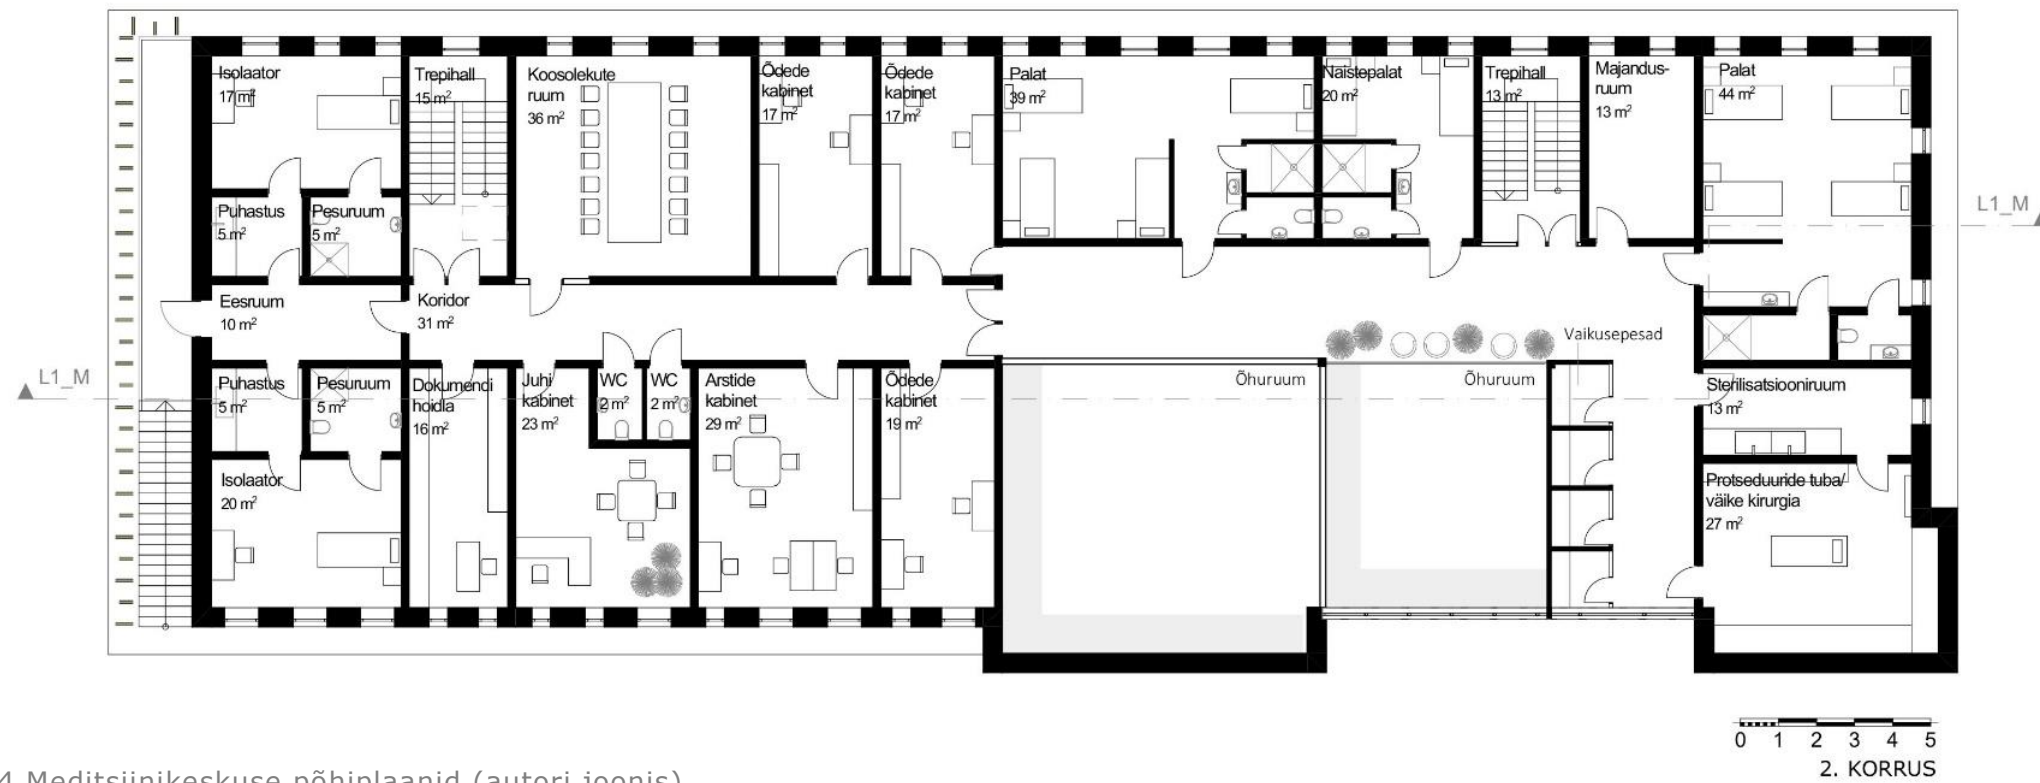 Isolaator
17 m²
Trepihall
15 m²
Koosolekute
ruum
36 m²
Õdede
kabinet
17 m²
Õdede
kabinet
17 m²
Palat
39 m²
Naistepalat
20 m²
Trepihall
13 m²
Majandus-
ruum
13 m²
Palat
44 m²
Puhastus
5 m²
Pesuruum
5 m²
L1_M
Eesruum
10 m²
Koridor
31 m²
Vaikusepesad
L1_M
Puhastus
5 m²
Pesuruum
5 m²
Dokumendi
hoidla
16 m²
Juhi
kabinet
23 m²
WC
2 m²
WC
2 m²
Arstide
kabinet
29 m²
Õdede
kabinet
19 m²
Õhuruum
Õhuruum
Sterilisatsiooniruum
13 m²
Isolaator
20 m²
Protseduuride tuba/
väike kirurgia
27 m²
0 1 2 3 4 5
2. KORRUS
4 Meditsiinikeskuse põhiplaanid (autori joonis)